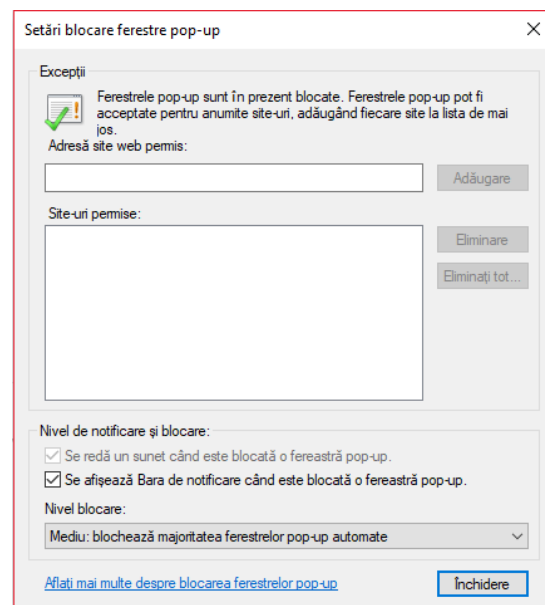 Setări blocare ferestre pop-up
Excepții
Ferestrele pop-up sunt în prezent blocate. Ferestrele pop-up pot fi
acceptate pentru anumite site-uri, adăugând fiecare site la lista de mai
jos.
Adresă site web permis:
Adăugare
Site-uri permise:
Eliminare
Eliminați tot...
Nivel de notificare și blocare:
Se redă un sunet când este blocată o fereastră pop-up.
Se afișează Bara de notificare când este blocată o fereastră pop-up.
Nivel blocare:
Mediu: blochează majoritatea ferestrelor pop-up automate
Aflați mai multe despre blocarea ferestrelor pop-up
Închidere